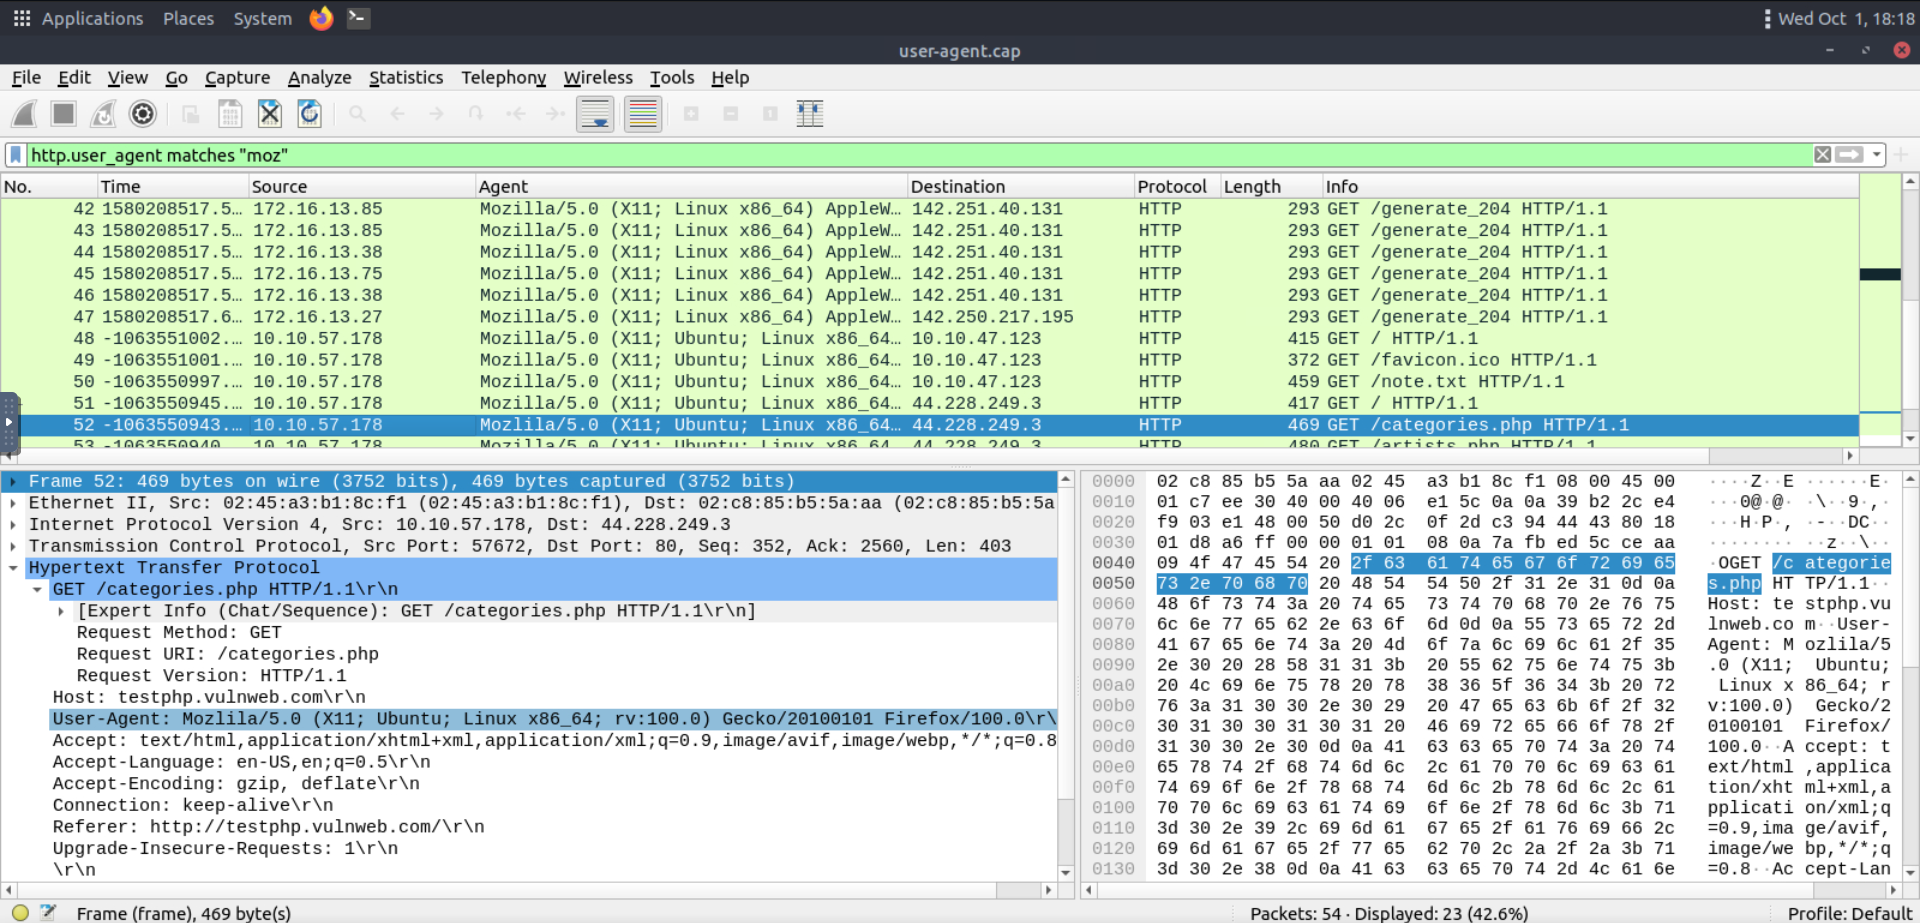 Applications Places System Wed Oct 1, 18:18
user-agent.cap
File Edit View Go Capture Analyze Statistics Telephony Wireless Tools Help
http.user_agent matches "moz"
No. Time Source Agent Destination Protocol Length Info
42 1580208517.5… 172.16.13.85 Mozilla/5.0 (X11; Linux x86_64) AppleW… 142.251.40.131 HTTP 293 GET /generate_204 HTTP/1.1
43 1580208517.5… 172.16.13.85 Mozilla/5.0 (X11; Linux x86_64) AppleW… 142.251.40.131 HTTP 293 GET /generate_204 HTTP/1.1
44 1580208517.5… 172.16.13.38 Mozilla/5.0 (X11; Linux x86_64) AppleW… 142.251.40.131 HTTP 293 GET /generate_204 HTTP/1.1
45 1580208517.5… 172.16.13.75 Mozilla/5.0 (X11; Linux x86_64) AppleW… 142.251.40.131 HTTP 293 GET /generate_204 HTTP/1.1
46 1580208517.5… 172.16.13.38 Mozilla/5.0 (X11; Linux x86_64) AppleW… 142.251.40.131 HTTP 293 GET /generate_204 HTTP/1.1
47 1580208517.6… 172.16.13.27 Mozilla/5.0 (X11; Linux x86_64) AppleW… 142.250.217.195 HTTP 293 GET /generate_204 HTTP/1.1
48 -1063551002.… 10.10.57.178 Mozilla/5.0 (X11; Ubuntu; Linux x86_64… 10.10.47.123 HTTP 415 GET / HTTP/1.1
49 -1063551001.… 10.10.57.178 Mozilla/5.0 (X11; Ubuntu; Linux x86_64… 10.10.47.123 HTTP 372 GET /favicon.ico HTTP/1.1
50 -1063550997.… 10.10.57.178 Mozilla/5.0 (X11; Ubuntu; Linux x86_64… 10.10.47.123 HTTP 459 GET /note.txt HTTP/1.1
51 -1063550945.… 10.10.57.178 Mozilla/5.0 (X11; Ubuntu; Linux x86_64… 44.228.249.3 HTTP 417 GET / HTTP/1.1
52 -1063550943.… 10.10.57.178 Mozlila/5.0 (X11; Ubuntu; Linux x86_64… 44.228.249.3 HTTP 469 GET /categories.php HTTP/1.1
53 -1063550940.… 10.10.57.178 Mozilla/5.0 (X11; Ubuntu; Linux x86_64… 44.228.249.3 HTTP 480 GET /artists.php HTTP/1.1
Frame 52: 469 bytes on wire (3752 bits), 469 bytes captured (3752 bits)
Ethernet II, Src: 02:45:a3:b1:8c:f1 (02:45:a3:b1:8c:f1), Dst: 02:c8:85:b5:5a:aa (02:c8:85:b5:5a
Internet Protocol Version 4, Src: 10.10.57.178, Dst: 44.228.249.3
Transmission Control Protocol, Src Port: 57672, Dst Port: 80, Seq: 352, Ack: 2560, Len: 403
Hypertext Transfer Protocol
GET /categories.php HTTP/1.1\r\n
[Expert Info (Chat/Sequence): GET /categories.php HTTP/1.1\r\n]
Request Method: GET
Request URI: /categories.php
Request Version: HTTP/1.1
Host: testphp.vulnweb.com\r\n
User-Agent: Mozlila/5.0 (X11; Ubuntu; Linux x86_64; rv:100.0) Gecko/20100101 Firefox/100.0\r\
Accept: text/html,application/xhtml+xml,application/xml;q=0.9,image/avif,image/webp,*/*;q=0.8
Accept-Language: en-US,en;q=0.5\r\n
Accept-Encoding: gzip, deflate\r\n
Connection: keep-alive\r\n
Referer: http://testphp.vulnweb.com/\r\n
Upgrade-Insecure-Requests: 1\r\n
\r\n
0000 02 c8 85 b5 5a aa 02 45 a3 b1 8c f1 08 00 45 00 ····Z··E ······E·
0010 01 c7 ee 30 40 00 40 06 e1 5c 0a 0a 39 b2 2c e4 ···0@·@· ·\··9·,·
0020 f9 03 e1 48 00 50 d0 2c 0f 2d c3 94 44 43 80 18 ···H·P·, ·-··DC··
0030 01 d8 a6 ff 00 00 01 01 08 0a 7a fb ed 5c ce aa ········ ··z··\··
0040 09 4f 47 45 54 20 2f 63 61 74 65 67 6f 72 69 65 ·OGET /c ategorie
0050 73 2e 70 68 70 20 48 54 54 50 2f 31 2e 31 0d 0a s.php HT TP/1.1··
0060 48 6f 73 74 3a 20 74 65 73 74 70 68 70 2e 76 75 Host: te stphp.vu
0070 6c 6e 77 65 62 2e 63 6f 6d 0d 0a 55 73 65 72 2d lnweb.co m··User-
0080 41 67 65 6e 74 3a 20 4d 6f 7a 6c 69 6c 61 2f 35 Agent: M ozlila/5
0090 2e 30 20 28 58 31 31 3b 20 55 62 75 6e 74 75 3b .0 (X11; Ubuntu;
00a0 20 4c 69 6e 75 78 20 78 38 36 5f 36 34 3b 20 72 Linux x 86_64; r
00b0 76 3a 31 30 30 2e 30 29 20 47 65 63 6b 6f 2f 32 v:100.0) Gecko/2
00c0 30 31 30 30 31 30 31 20 46 69 72 65 66 6f 78 2f 0100101 Firefox/
00d0 31 30 30 2e 30 0d 0a 41 63 63 65 70 74 3a 20 74 100.0··A ccept: t
00e0 65 78 74 2f 68 74 6d 6c 2c 61 70 70 6c 69 63 61 ext/html ,applica
00f0 74 69 6f 6e 2f 78 68 74 6d 6c 2b 78 6d 6c 2c 61 tion/xht ml+xml,a
0100 70 70 6c 69 63 61 74 69 6f 6e 2f 78 6d 6c 3b 71 pplicati on/xml;q
0110 3d 30 2e 39 2c 69 6d 61 67 65 2f 61 76 69 66 2c =0.9,ima ge/avif,
0120 69 6d 61 67 65 2f 77 65 62 70 2c 2a 2f 2a 3b 71 image/we bp,*/*;q
0130 3d 30 2e 38 0d 0a 41 63 63 65 70 74 2d 4c 61 6e =0.8··Ac cept-Lan
Frame (frame), 469 byte(s) Packets: 54 · Displayed: 23 (42.6%) Profile: Default